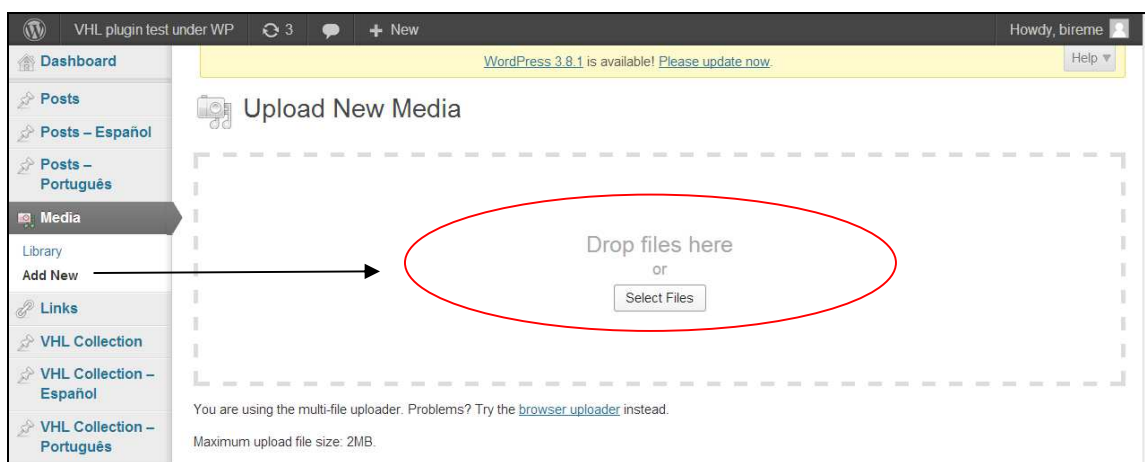 VHL plugin test under WP 3 + New Howdy, bireme
Dashboard
Posts
Posts – Español
Posts –
Português
Media
Library
Add New
Links
VHL Collection
VHL Collection –
Español
VHL Collection –
Português
WordPress 3.8.1 is available! Please update now.
Help
Upload New Media
Drop files here
or
Select Files
You are using the multi-file uploader. Problems? Try the browser uploader instead.
Maximum upload file size: 2MB.